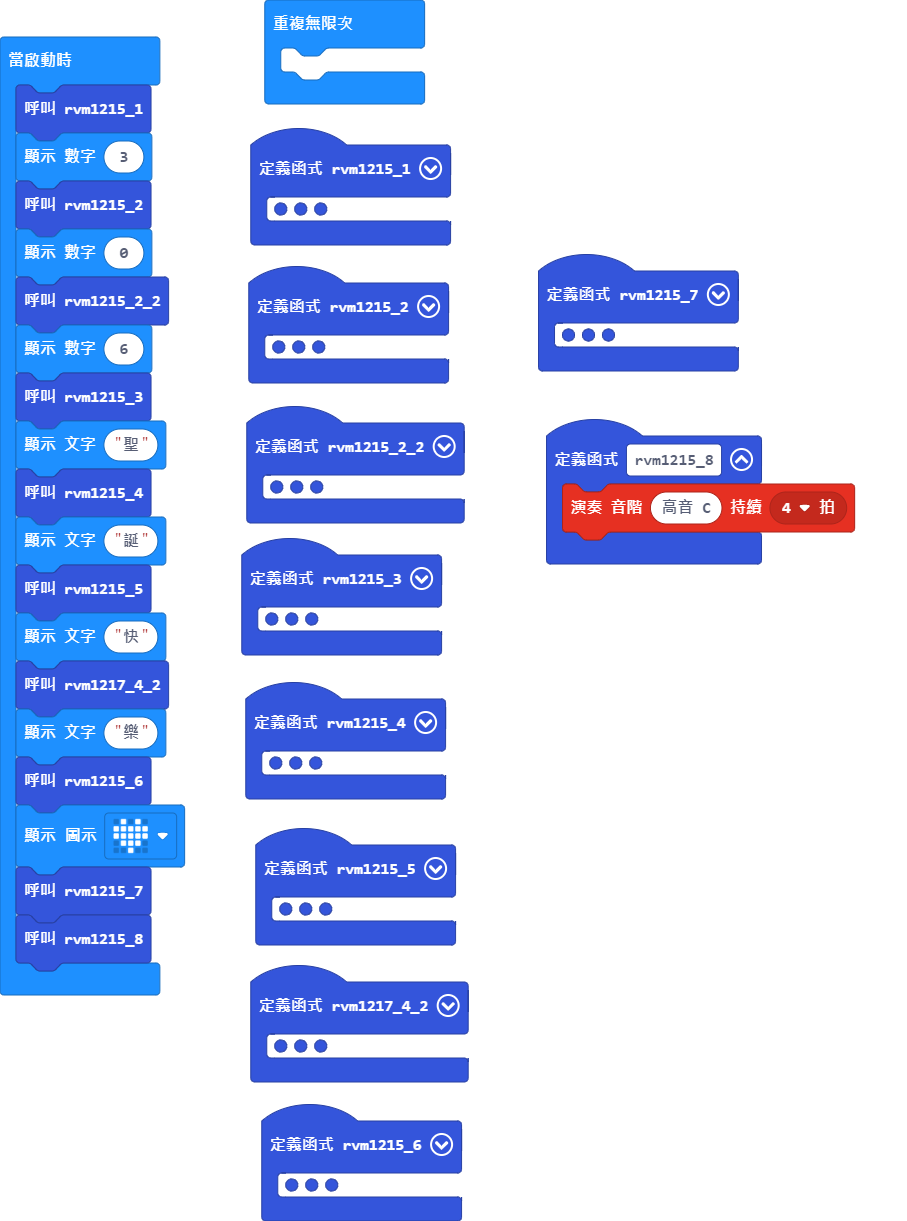 當啟動時
呼叫 rvm1215_1
顯示 數字 3
呼叫 rvm1215_2
顯示 數字 0
呼叫 rvm1215_2_2
顯示 數字 6
呼叫 rvm1215_3
顯示 文字 "聖"
呼叫 rvm1215_4
顯示 文字 "誕"
呼叫 rvm1215_5
顯示 文字 "快"
呼叫 rvm1217_4_2
顯示 文字 "樂"
呼叫 rvm1215_6
顯示 圖示
呼叫 rvm1215_7
呼叫 rvm1215_8
重複無限次
定義函式 rvm1215_1
定義函式 rvm1215_2
定義函式 rvm1215_2_2
定義函式 rvm1215_3
定義函式 rvm1215_4
定義函式 rvm1215_5
定義函式 rvm1217_4_2
定義函式 rvm1215_6
定義函式 rvm1215_7
定義函式 rvm1215_8
演奏 音階 高音 C 持續 4 拍